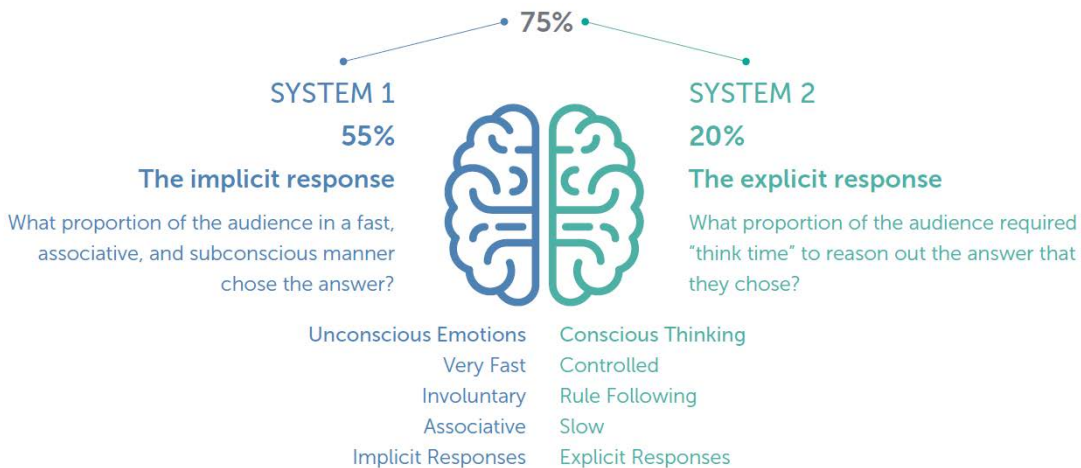 75%
SYSTEM 1
55%
The implicit response
What proportion of the audience in a fast,
associative, and subconscious manner
chose the answer?
SYSTEM 2
20%
The explicit response
What proportion of the audience required
"think time" to reason out the answer that
they chose?
Unconscious Emotions
Very Fast
Involuntary
Associative
Implicit Responses
Conscious Thinking
Controlled
Rule Following
Slow
Explicit Responses